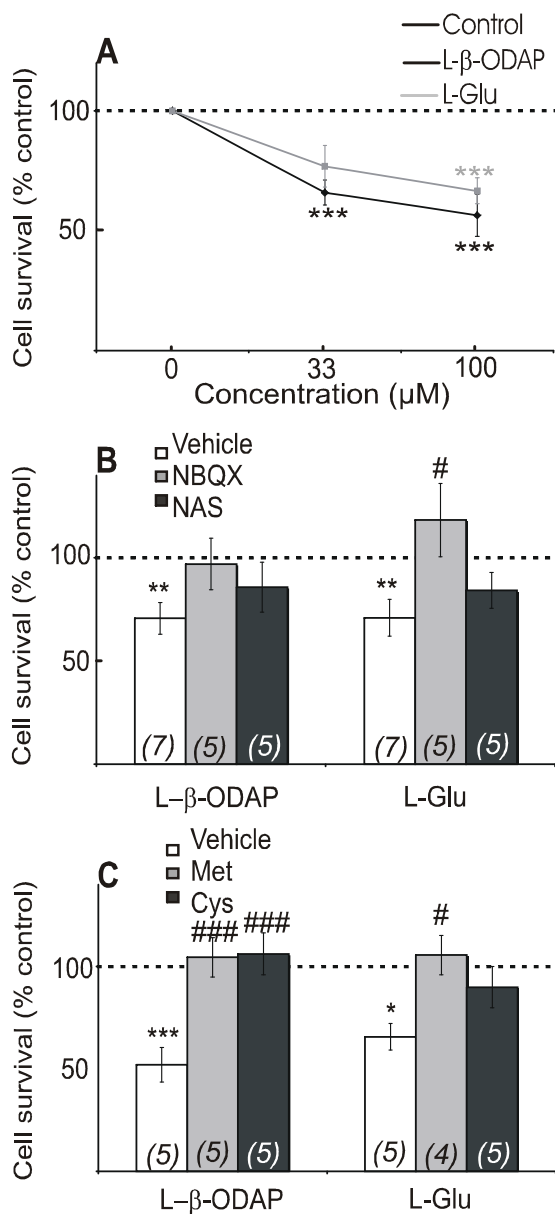 A
Control
L-β-ODAP
L-Glu
Cell survival (% control)
100
50
***
***
***
0
33
100
Concentration (µM)
B
Vehicle
NBQX
NAS
Cell survival (% control)
100
50
**
#
**
(7)
(5)
(5)
(7)
(5)
(5)
L–β-ODAP
L-Glu
C
Vehicle
Met
Cys
Cell survival (% control)
100
50
***
###
###
*
#
(5)
(5)
(5)
(5)
(4)
(5)
L–β-ODAP
L-Glu